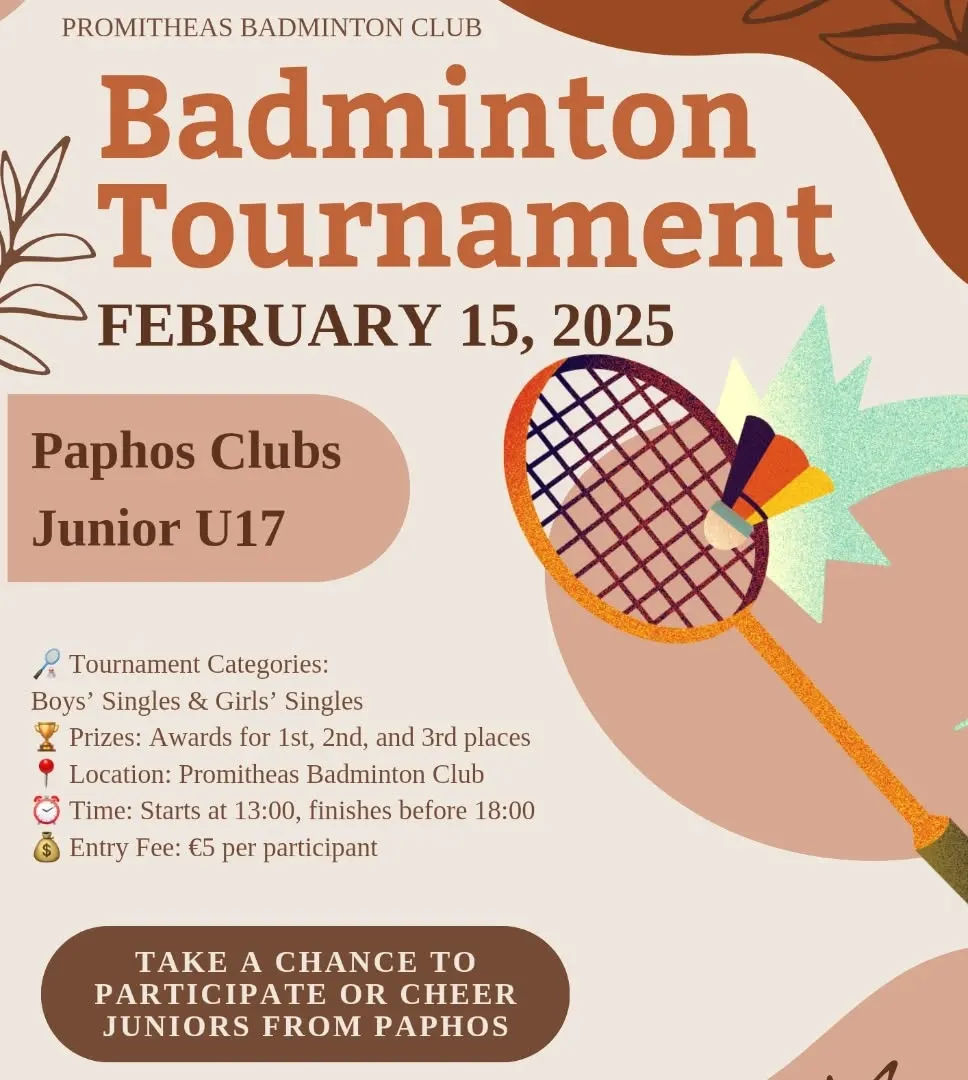 PROMITHEAS BADMINTON CLUB
Badminton
Tournament
FEBRUARY 15, 2025
Paphos Clubs
Junior U17
🏸 Tournament Categories:
Boys’ Singles & Girls’ Singles
🏆 Prizes: Awards for 1st, 2nd, and 3rd places
📍 Location: Promitheas Badminton Club
⏰ Time: Starts at 13:00, finishes before 18:00
💰 Entry Fee: €5 per participant
TAKE A CHANCE TO
PARTICIPATE OR CHEER
JUNIORS FROM PAPHOS